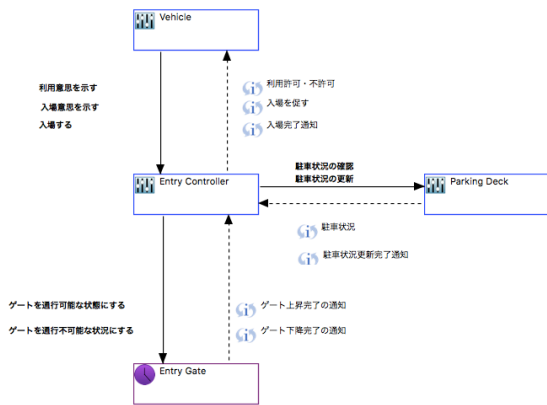 Vehicle
利用意思を示す
入場意思を示す
入場する
利用許可・不許可
入場を促す
入場完了通知
Entry Controller
駐車状況の確認
駐車状況の更新
Parking Deck
駐車状況
駐車状況更新完了通知
ゲートを通行可能な状態にする
ゲートを通行不可能な状況にする
ゲート上昇完了の通知
ゲート下降完了の通知
Entry Gate